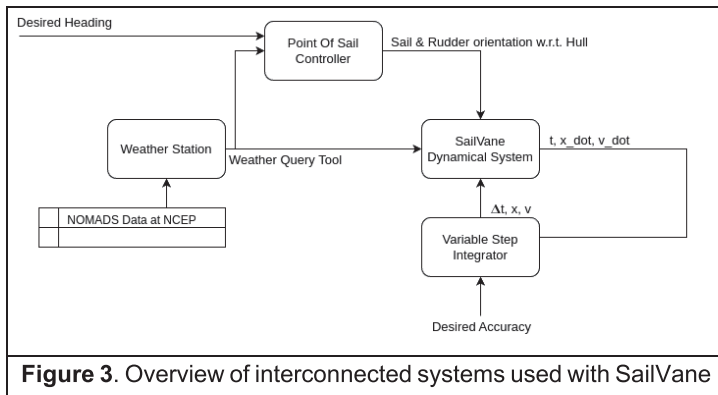 Desired Heading
Point Of Sail
Controller
Sail & Rudder orientation w.r.t. Hull
Weather Station
Weather Query Tool
SailVane
Dynamical System
t, x_dot, v_dot
NOMADS Data at NCEP
Δt, x, v
Variable Step
Integrator
Desired Accuracy
Figure 3. Overview of interconnected systems used with SailVane